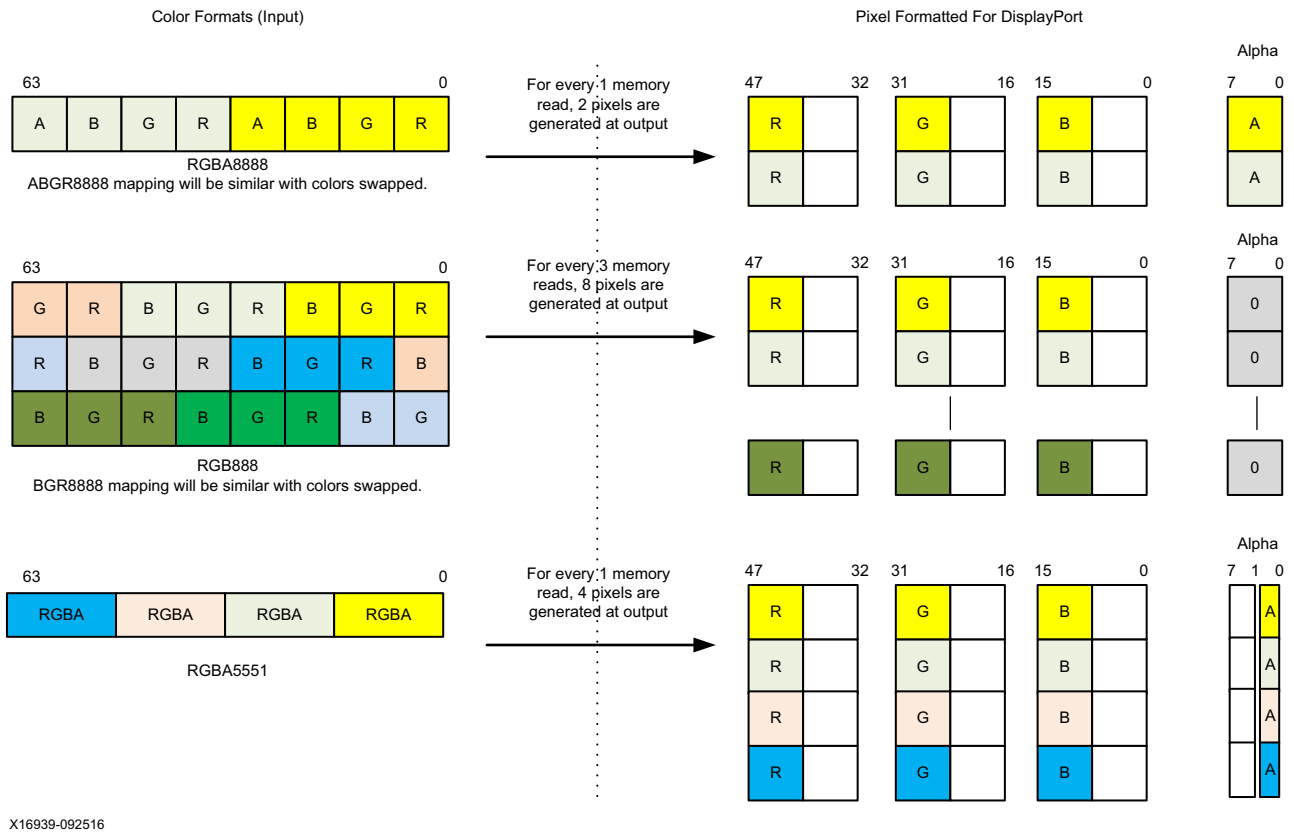 Color Formats (Input)
Pixel Formatted For DisplayPort
Alpha
63
0
For every 1 memory
read, 2 pixels are
generated at output
47
32
31
16
15
0
7
0
A B G R A B G R
R G B A
R G B A
RGBA8888
ABGR8888 mapping will be similar with colors swapped.
Alpha
63
0
For every 3 memory
reads, 8 pixels are
generated at output
47
32
31
16
15
0
7
0
G R B G R B G R
R B G R B G R B
B G R B G R B G
R G B 0
R G B 0
R G B 0
RGB888
BGR8888 mapping will be similar with colors swapped.
Alpha
63
0
For every 1 memory
read, 4 pixels are
generated at output
47
32
31
16
15
0
7
1
0
RGBA RGBA RGBA RGBA
R G B A
R G B A
R G B A
R G B A
RGBA5551
X16939-092516